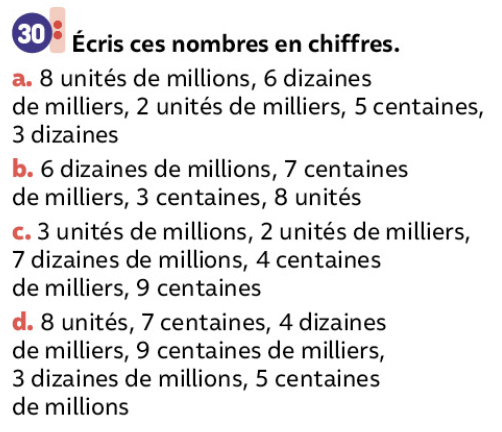 30 Écris ces nombres en chiffres.
a. 8 unités de millions, 6 dizaines
de milliers, 2 unités de milliers, 5 centaines,
3 dizaines
b. 6 dizaines de millions, 7 centaines
de milliers, 3 centaines, 8 unités
c. 3 unités de millions, 2 unités de milliers,
7 dizaines de millions, 4 centaines
de milliers, 9 centaines
d. 8 unités, 7 centaines, 4 dizaines
de milliers, 9 centaines de milliers,
3 dizaines de millions, 5 centaines
de millions